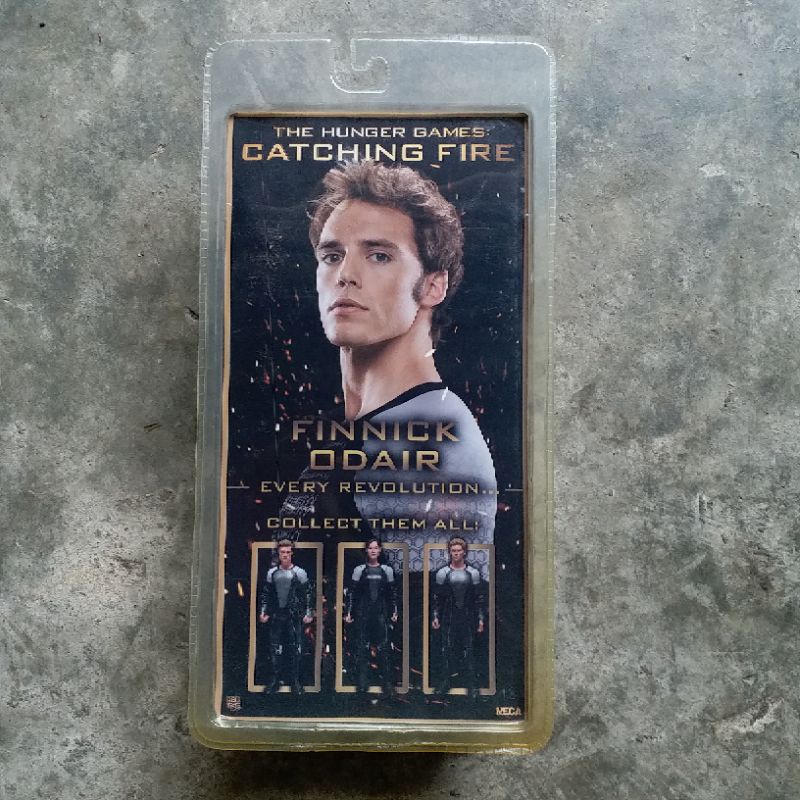 THE HUNGER GAMES:
CATCHING FIRE
FINNICK
ODAIR
EVERY REVOLUTION...
COLLECT THEM ALL:
NECA